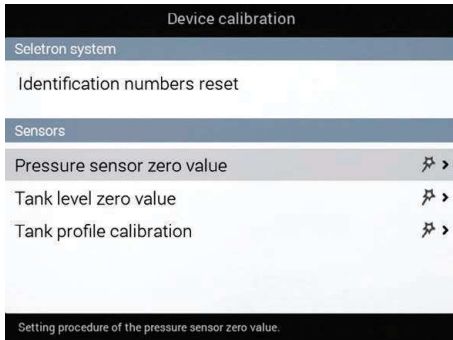 Device calibration
Seletron system
Identification numbers reset
Sensors
Pressure sensor zero value
Tank level zero value
Tank profile calibration
Setting procedure of the pressure sensor zero value.